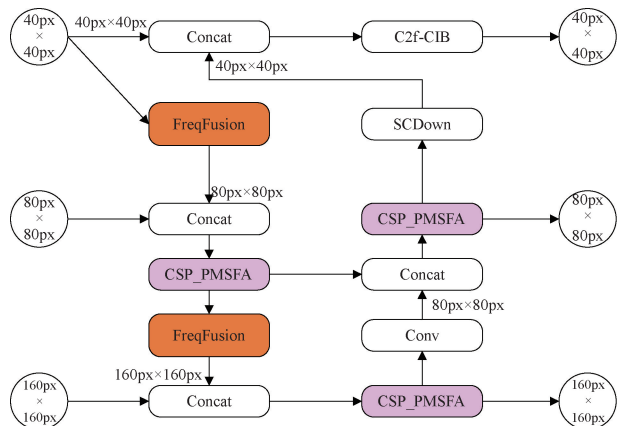 40px
×
40px
40px×40px
Concat
C2f-CIB
40px
×
40px
40px×40px
FreqFusion
SCDown
80px×80px
80px
×
80px
Concat
CSP_PMSFA
80px
×
80px
CSP_PMSFA
Concat
80px×80px
FreqFusion
Conv
160px×160px
160px
×
160px
Concat
CSP_PMSFA
160px
×
160px